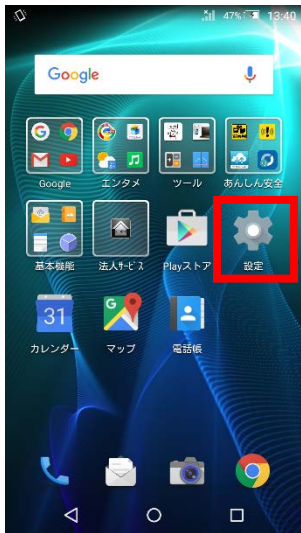 47% 13:40
Google
Google エンタメ ツール あんしん安全
基本機能 法人サービス Playストア 設定
31
カレンダー マップ 電話帳